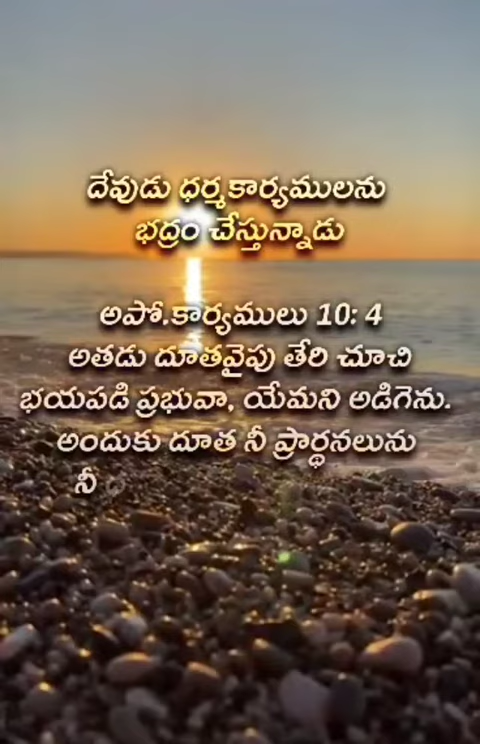 దేవుడు ధర్మకార్యములను
భద్రం చేస్తున్నాడు
అపో.కార్యములు 10: 4
అతడు దూతవైపు తేరి చూచి
భయపడి ప్రభువా, యేమని అడిగెను.
అందుకు దూత నీ ప్రార్థనలును
నీ